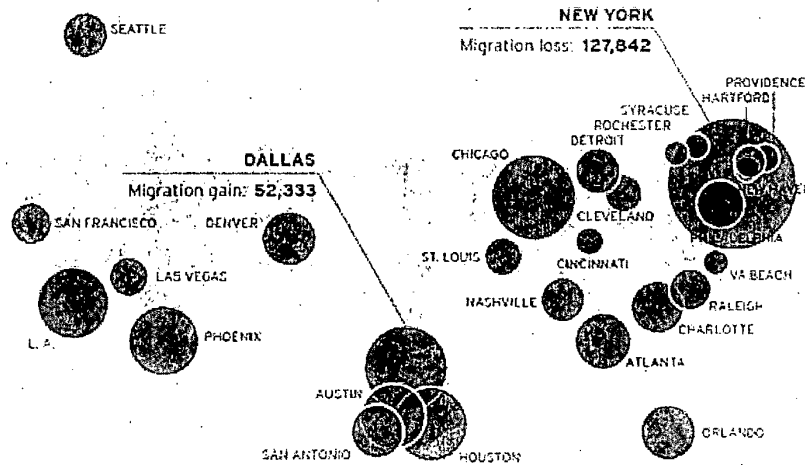 NEW YORK
Migration loss: 127,842
SEATTLE
PROVIDENCE
HARTFORD
SYRACUSE
ROCHESTER
DETROIT
CHICAGO
DALLAS
Migration gain: 52,333
CLEVELAND
SAN FRANCISCO
DENVER
PHILADELPHIA
ST. LOUIS
CINCINNATI
VA BEACH
LAS VEGAS
NASHVILLE
RALEIGH
CHARLOTTE
L. A.
PHOENIX
ATLANTA
AUSTIN
SAN ANTONIO
HOUSTON
ORLANDO